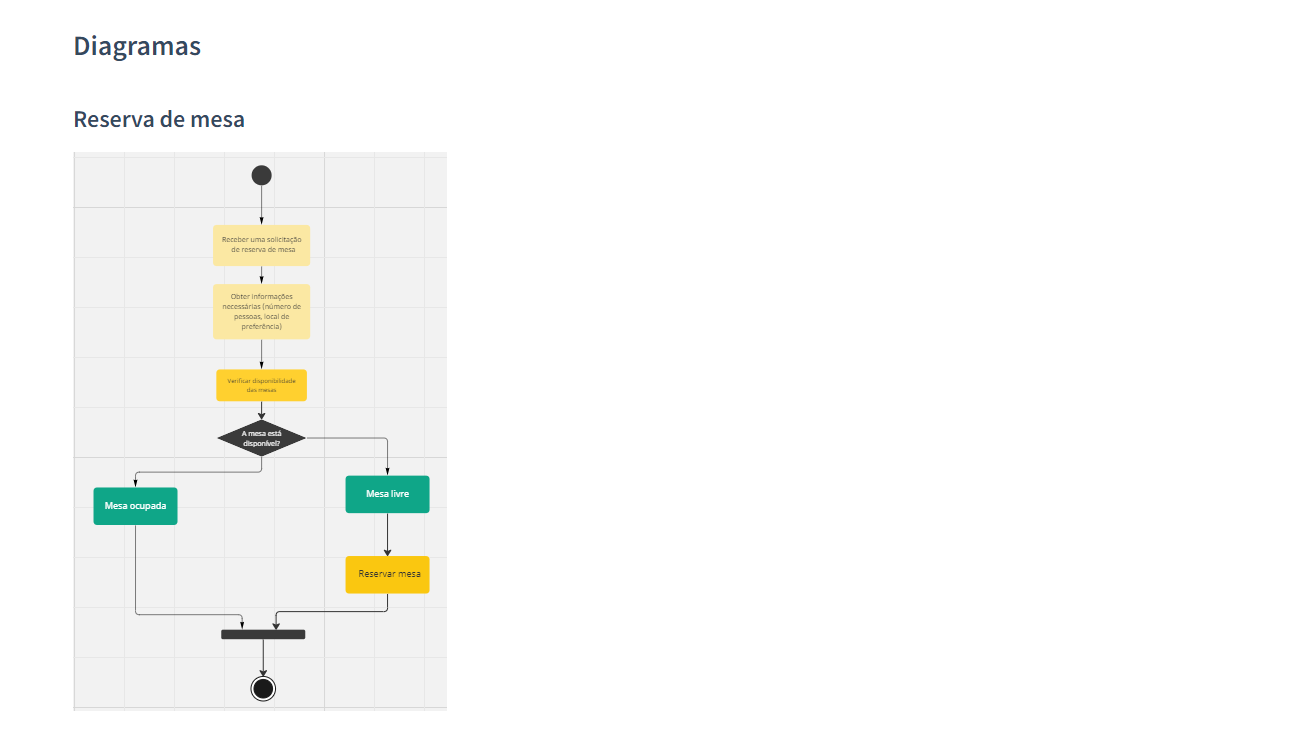 Diagramas
Reserva de mesa
Receber uma solicitação
de reserva de mesa
Obter informações
necessárias (número de
pessoas, local de
preferência)
Verificar disponibilidade
das mesas
A mesa está
disponível?
Mesa ocupada
Mesa livre
Reservar mesa